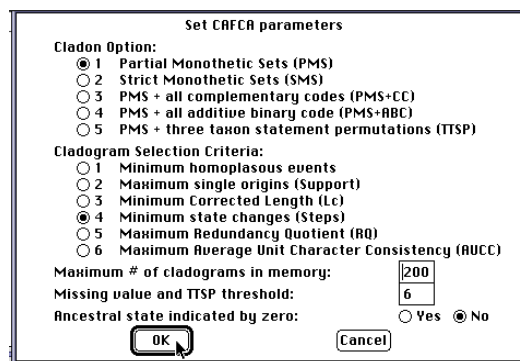 Set CAFCA parameters
Cladon Option:
1 Partial Monothetic Sets (PMS)
2 Strict Monothetic Sets (SMS)
3 PMS + all complementary codes (PMS+CC)
4 PMS + all additive binary code (PMS+ABC)
5 PMS + three taxon statement permutations (TTSP)
Cladogram Selection Criteria:
1 Minimum homoplasous events
2 Maximum single origins (Support)
3 Minimum Corrected Length (Lc)
4 Minimum state changes (Steps)
5 Maximum Redundancy Quotient (RQ)
6 Maximum Average Unit Character Consistency (AUCC)
Maximum # of cladograms in memory: 200
Missing value and TTSP threshold: 6
Ancestral state indicated by zero: Yes No
OK Cancel